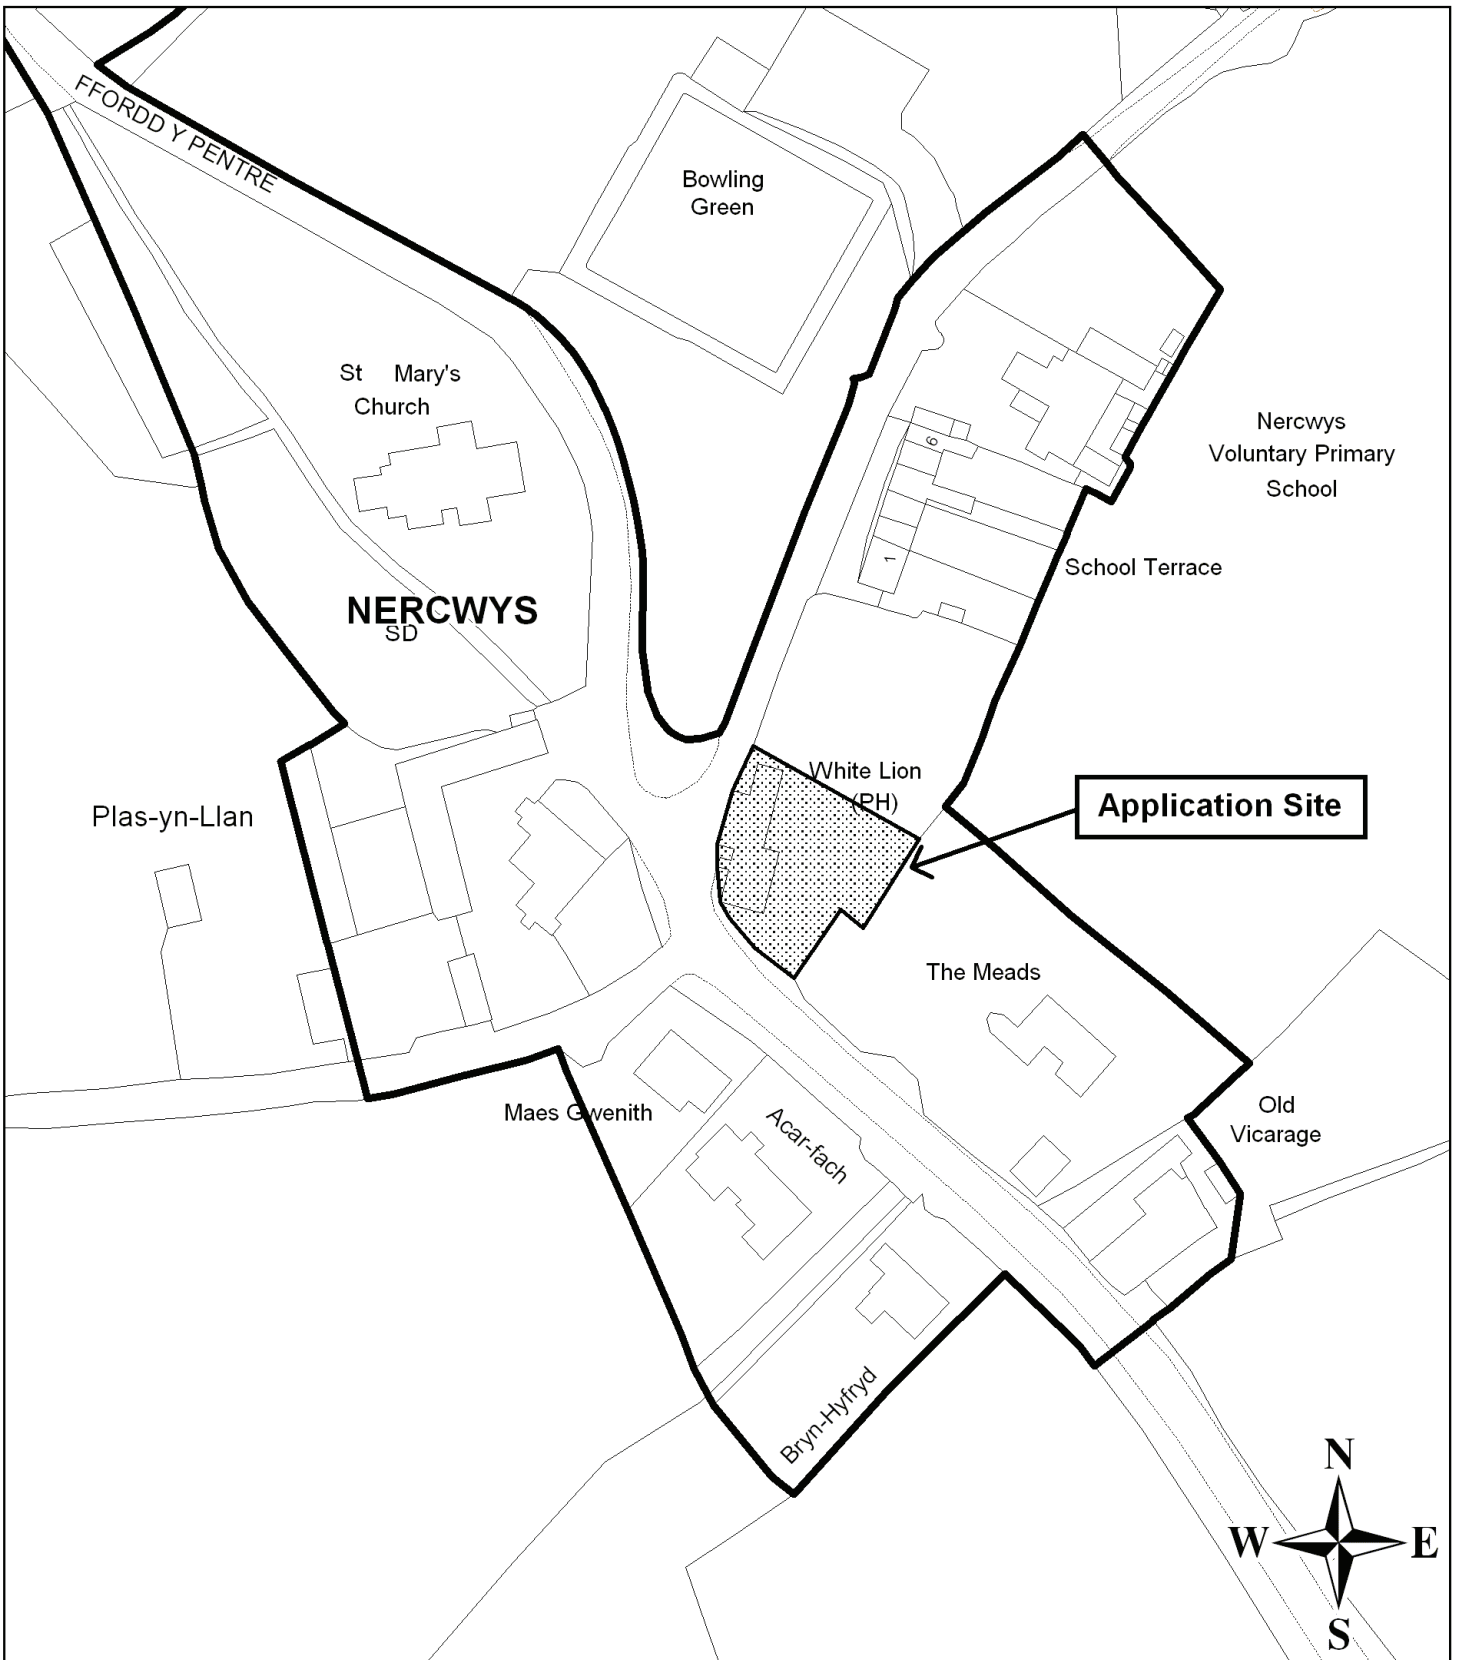 FFORDD Y PENTRE
Bowling
Green
St Mary's
Church
6
Nercwys
Voluntary Primary
School
1
School Terrace
NERCWYS
SD
White Lion
(PH)
Application Site
Plas-yn-Llan
The Meads
Maes Gwenith
Acar-fach
Old
Vicarage
Bryn-Hyfryd
N
W
E
S